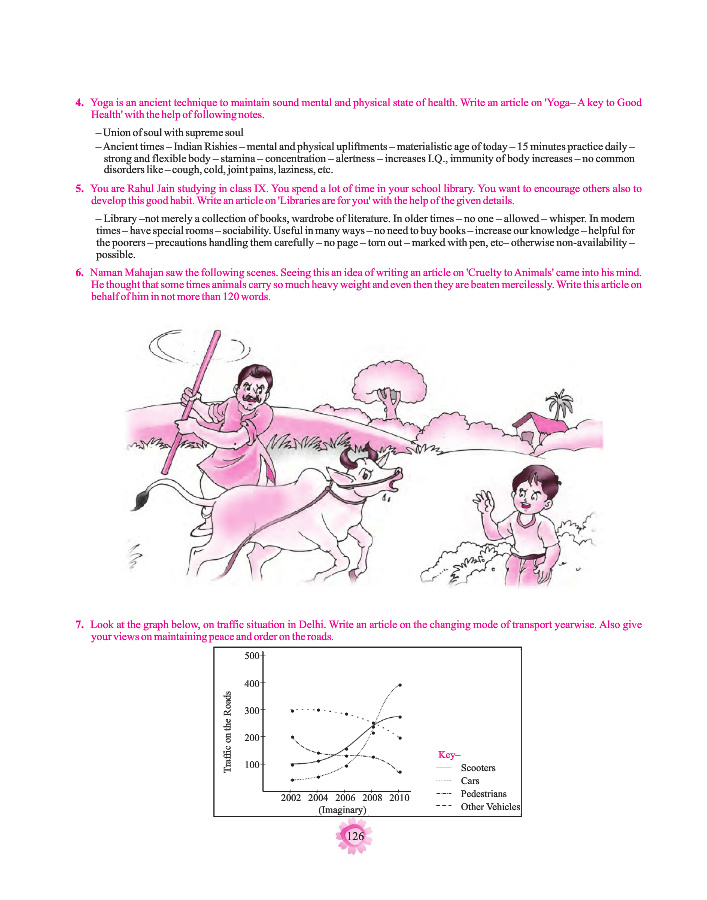 4. Yoga is an ancient technique to maintain sound mental and physical state of health. Write an article on 'Yoga– A key to Good
Health' with the help of following notes.
– Union of soul with supreme soul
– Ancient times – Indian Rishies – mental and physical upliftments – materialistic age of today – 15 minutes practice daily –
strong and flexible body – stamina – concentration – alertness – increases I.Q., immunity of body increases – no common
disorders like – cough, cold, joint pains, laziness, etc.
5. You are Rahul Jain studying in class IX. You spend a lot of time in your school library. You want to encourage others also to
develop this good habit. Write an article on 'Libraries are for you' with the help of the given details.
– Library –not merely a collection of books, wardrobe of literature. In older times – no one – allowed – whisper. In modern
times – have special rooms – sociability. Useful in many ways – no need to buy books – increase our knowledge – helpful for
the poorers – precautions handling them carefully – no page – torn out – marked with pen, etc– otherwise non-availability –
possible.
6. Naman Mahajan saw the following scenes. Seeing this an idea of writing an article on 'Cruelty to Animals' came into his mind.
He thought that some times animals carry so much heavy weight and even then they are beaten mercilessly. Write this article on
behalf of him in not more than 120 words.
7. Look at the graph below, on traffic situation in Delhi. Write an article on the changing mode of transport yearwise. Also give
your views on maintaining peace and order on the roads.
500
400
300
200
100
Traffic on the Roads
2002 2004 2006 2008 2010
(Imaginary)
Key–
Scooters
Cars
Pedestrians
Other Vehicles
126